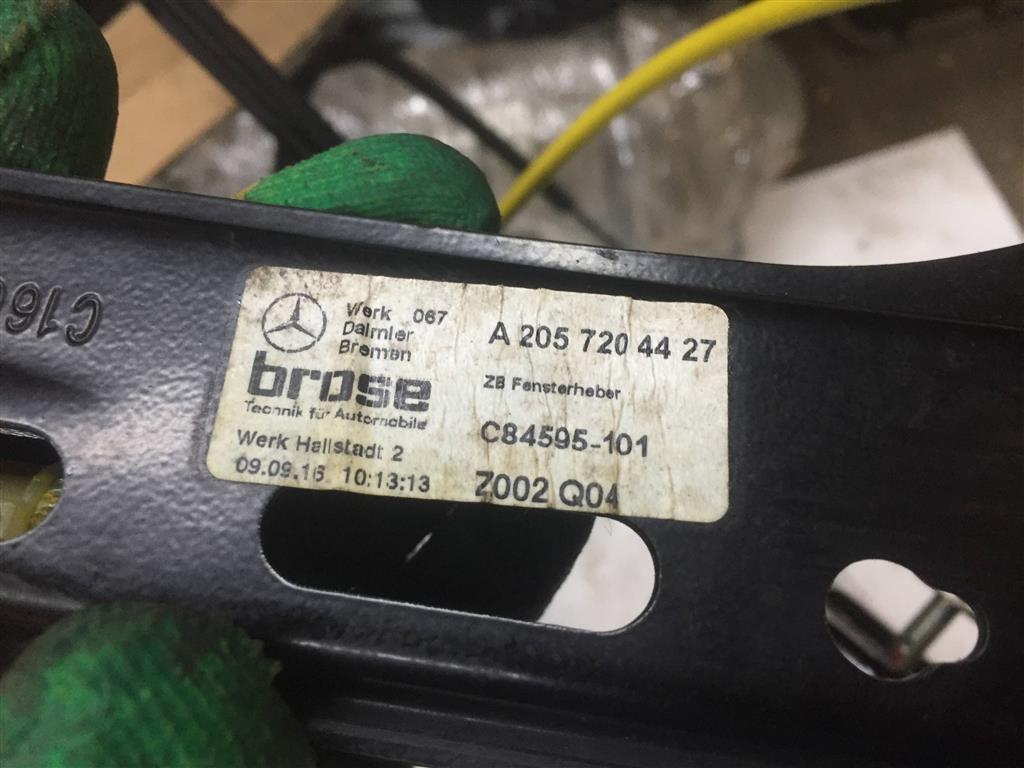 Werk 067
Daimler
Bremen
A 205 720 44 27
brose
Technik für Automobile
ZB Fensterheber
C84595-101
Werk Hallstadt 2
09.09.16 10:13:13
Z002 Q04
C160